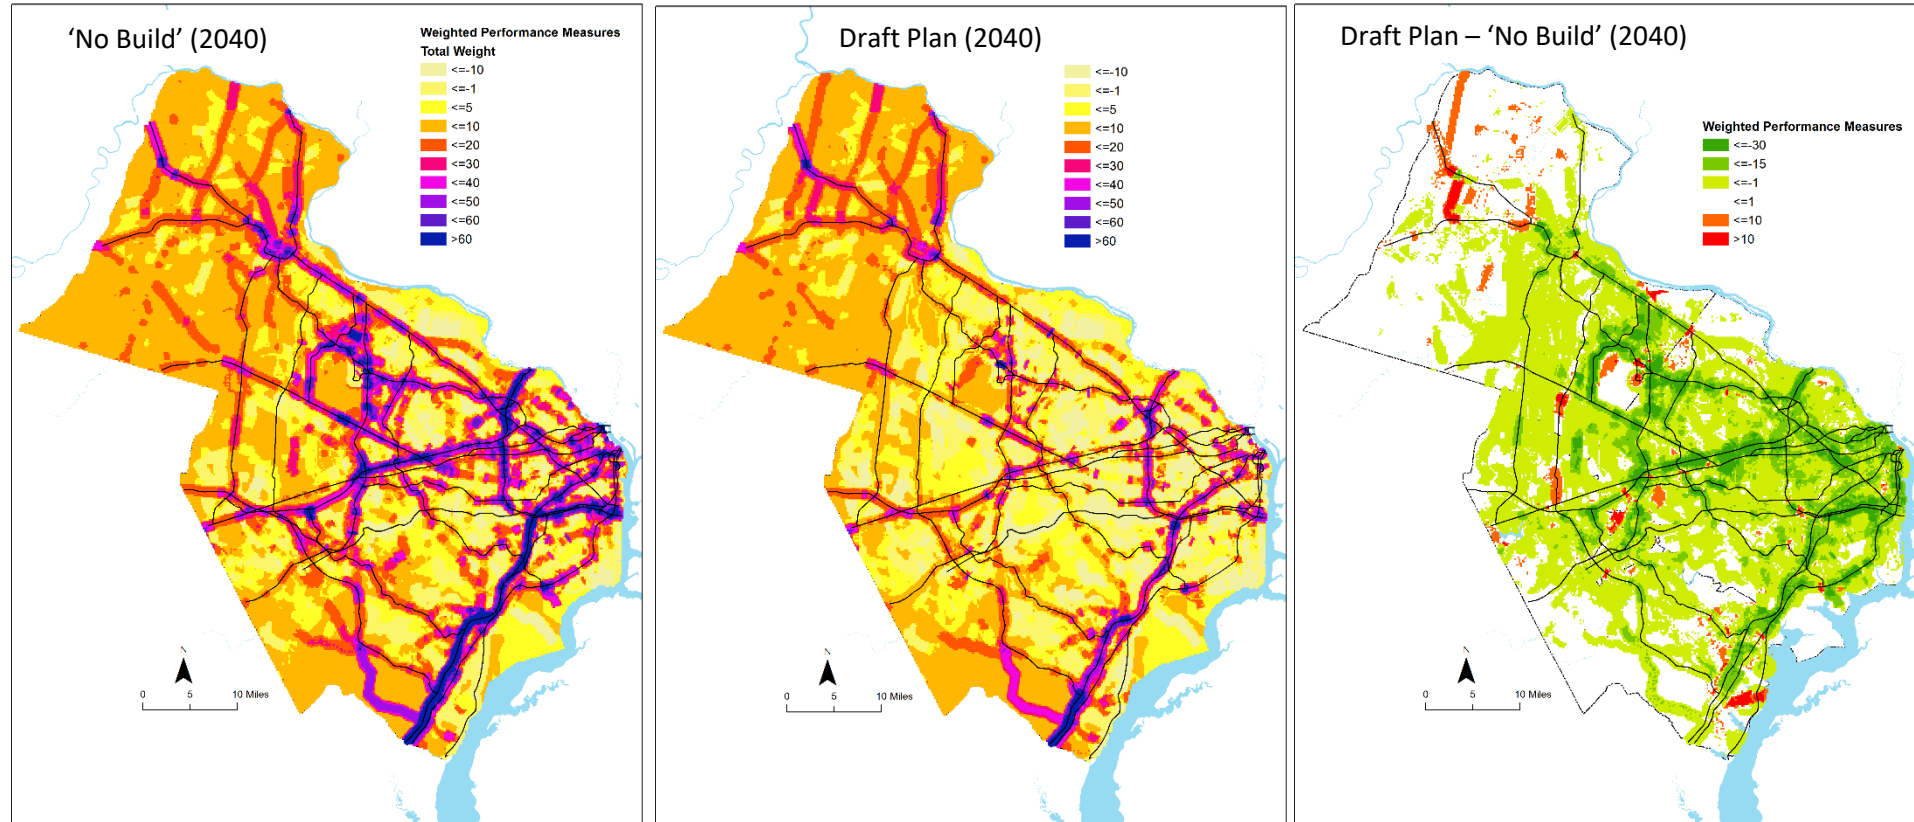 ‘No Build’ (2040)
Weighted Performance Measures
Total Weight
<=-10
<=-1
<=5
<=10
<=20
<=30
<=40
<=50
<=60
>60
N
0 5 10 Miles
Draft Plan (2040)
<=-10
<=-1
<=5
<=10
<=20
<=30
<=40
<=50
<=60
>60
N
0 5 10 Miles
Draft Plan – ‘No Build’ (2040)
Weighted Performance Measures
<=-30
<=-15
<=-1
<=1
<=10
>10
N
0 5 10 Miles